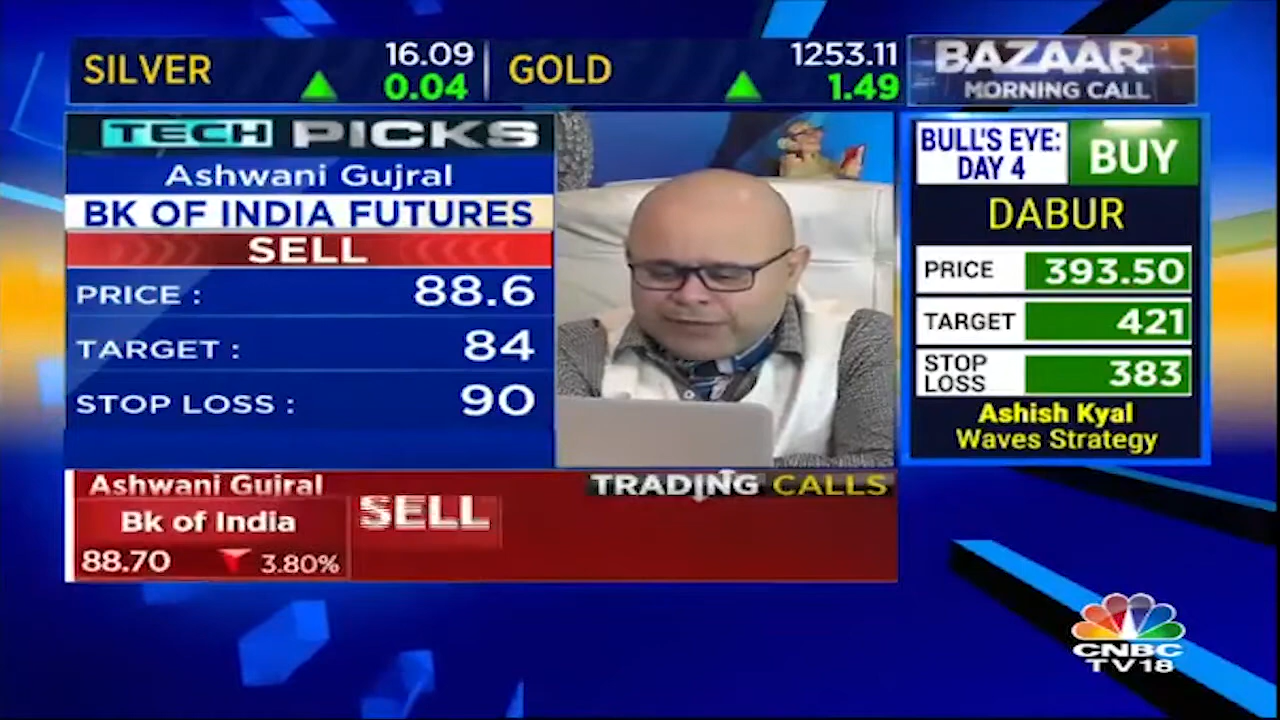 SILVER
16.09
0.04
GOLD
1253.11
1.49
BAZAAR
MORNING CALL
TECH PICKS
Ashwani Gujral
BK OF INDIA FUTURES
SELL
PRICE : 88.6
TARGET : 84
STOP LOSS : 90
BULL'S EYE:
DAY 4
BUY
DABUR
PRICE 393.50
TARGET 421
STOP
LOSS
383
Ashish Kyal
Waves Strategy
Ashwani Gujral
TRADING CALLS
Bk of India
SELL
88.70 3.80%
CNBC
TV18